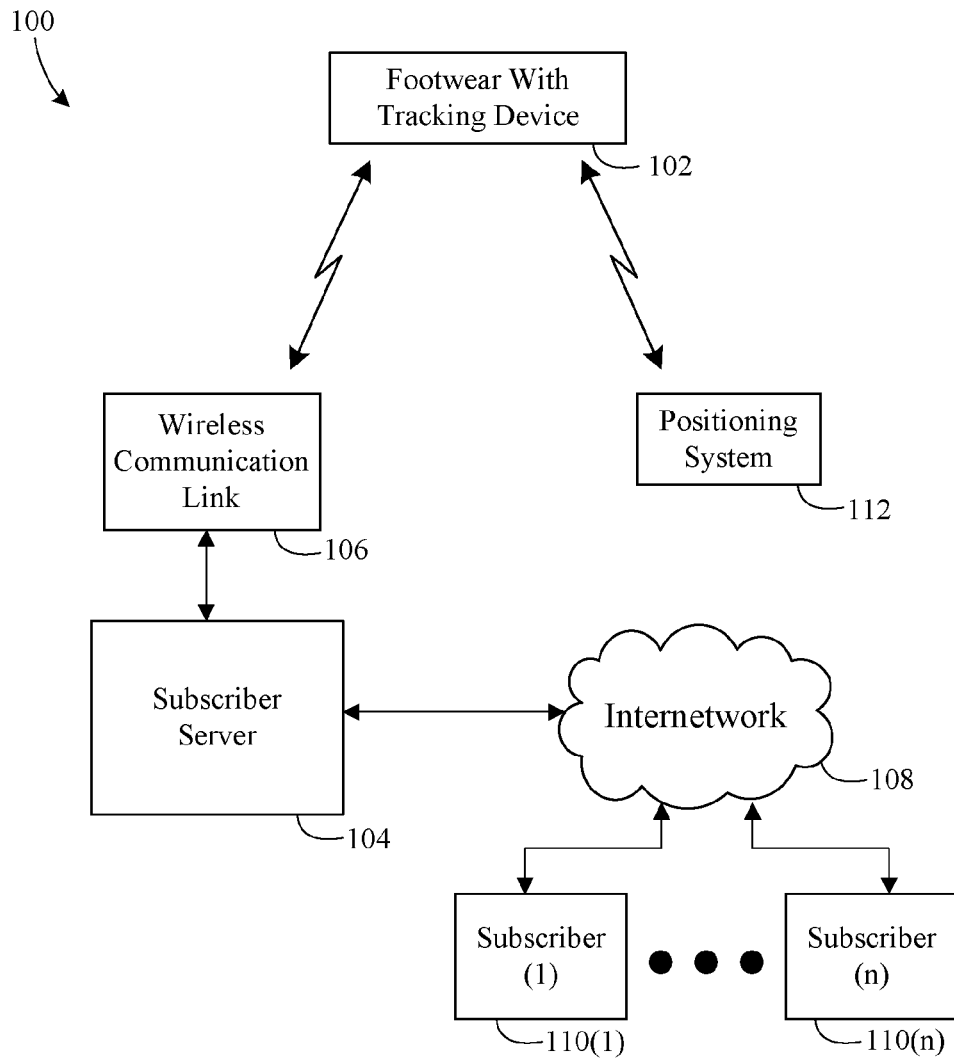 100
Footwear With
Tracking Device
102
Wireless
Communication
Link
106
Positioning
System
112
Subscriber
Server
104
Internetwork
108
Subscriber
(1)
110(1)
Subscriber
(n)
110(n)